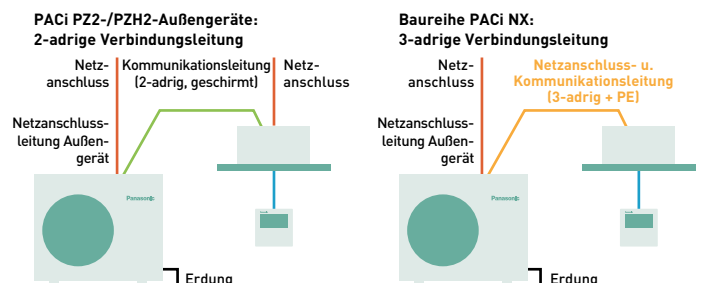 PACi PZ2-/PZH2-Außengeräte:
2-adrige Verbindungsleitung
Netz-
anschluss
Kommunikationsleitung
(2-adrig, geschirmt)
Netz-
anschluss
Netzanschluss-
leitung Außen-
gerät
Panasonic
Erdung
Baureihe PACi NX:
3-adrige Verbindungsleitung
Netz-
anschluss
Netzanschluss- u.
Kommunikationsleitung
(3-adrig + PE)
Netzanschluss-
leitung Außen-
gerät
Panasonic
Erdung